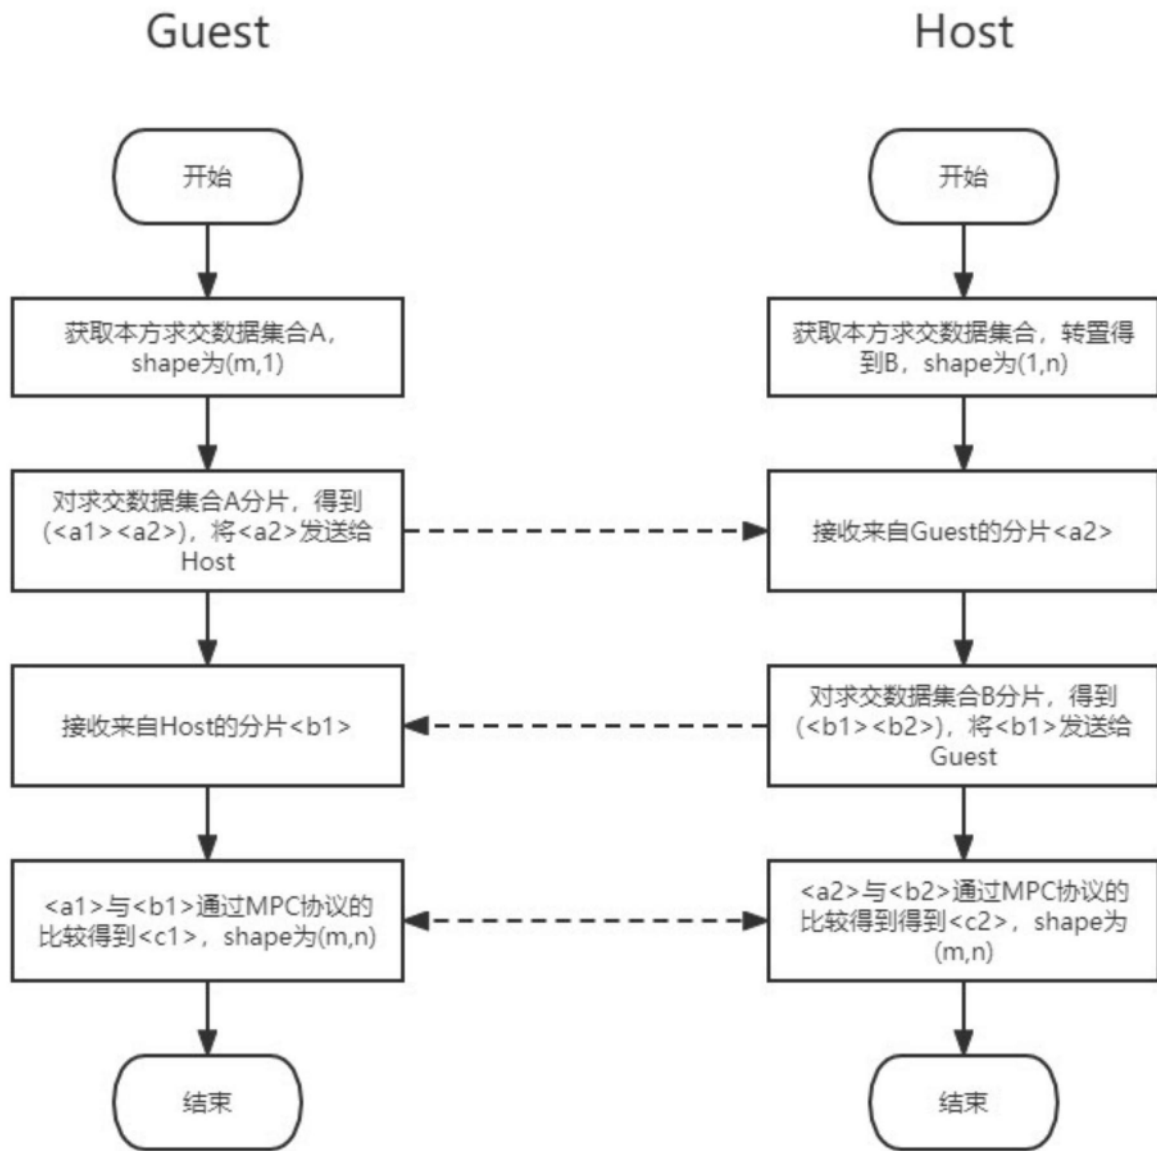 Guest
Host
开始
开始
获取本方求交数据集合A，
shape为(m,1)
获取本方求交数据集合，转置得
到B，shape为(1,n)
对求交数据集合A分片，得到
(<a1><a2>)，将<a2>发送给
Host
接收来自Guest的分片<a2>
接收来自Host的分片<b1>
对求交数据集合B分片，得到
(<b1><b2>)，将<b1>发送给
Guest
<a1>与<b1>通过MPC协议的
比较得到<c1>，shape为(m,n)
<a2>与<b2>通过MPC协议的
比较得到得到<c2>，shape为
(m,n)
结束
结束